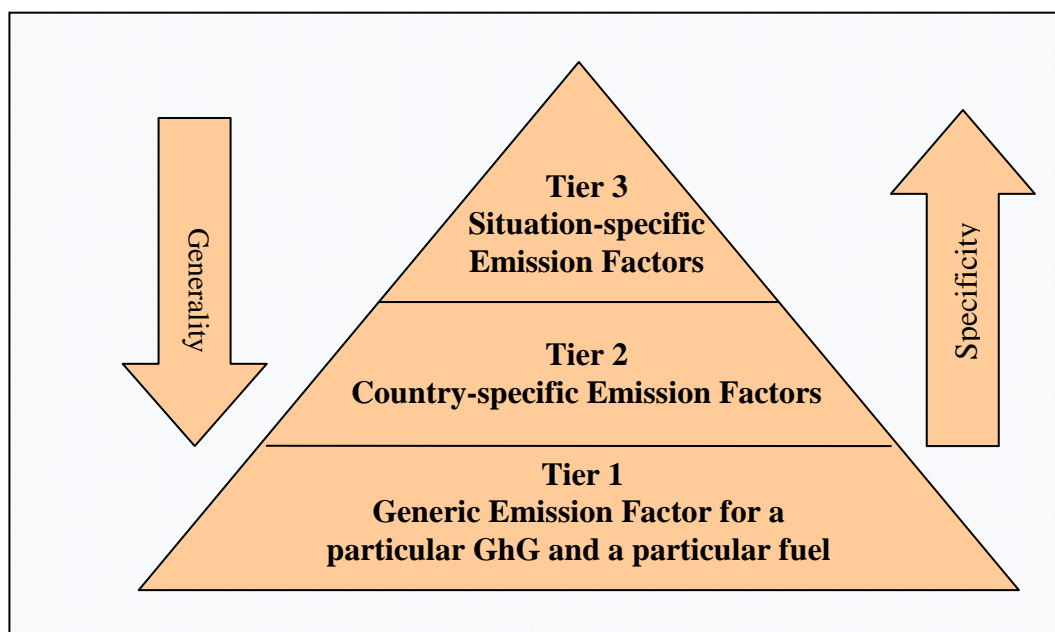 Generality
Tier 3
Situation-specific
Emission Factors
Tier 2
Country-specific Emission Factors
Tier 1
Generic Emission Factor for a
particular GhG and a particular fuel
Specificity